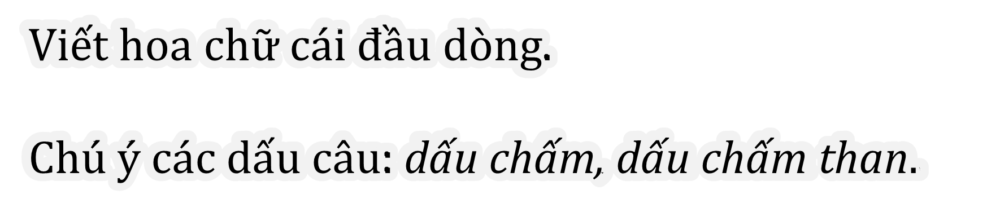 Viết hoa chữ cái đầu dòng.
Chú ý các dấu câu: dấu chấm, dấu chấm than.